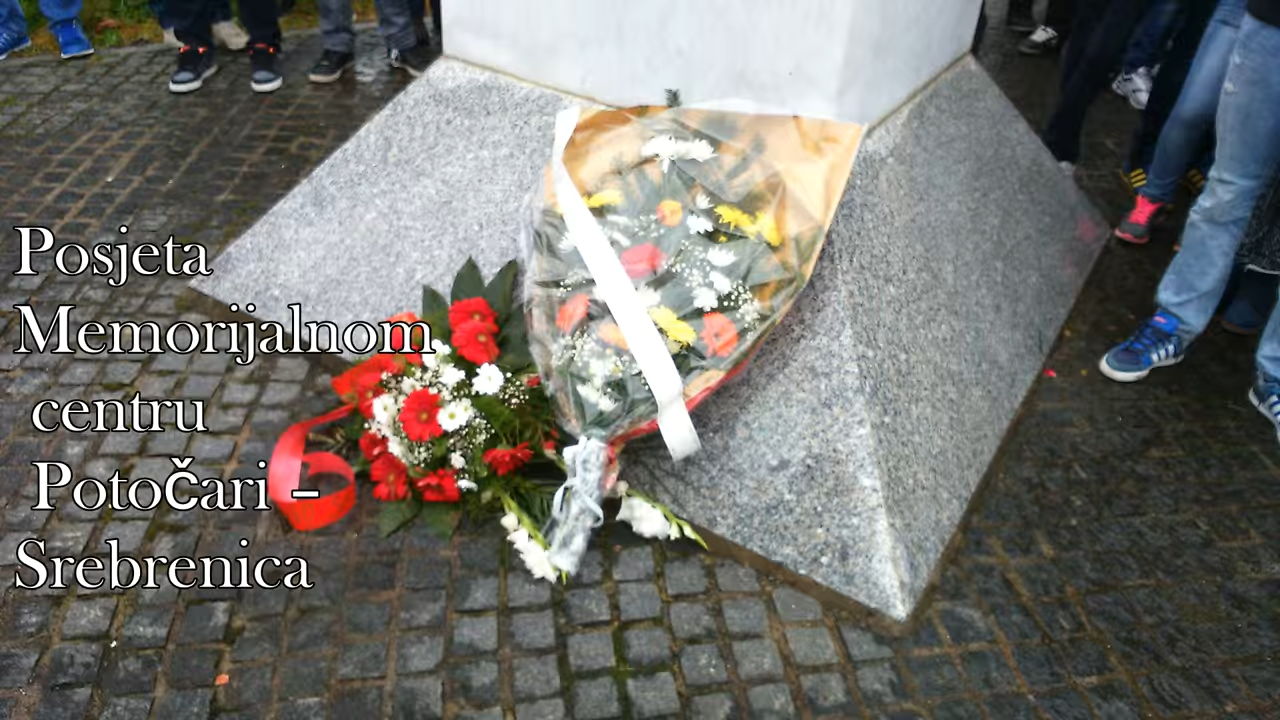 Posjeta
Memorijalnom
centru
Potočari –
Srebrenica